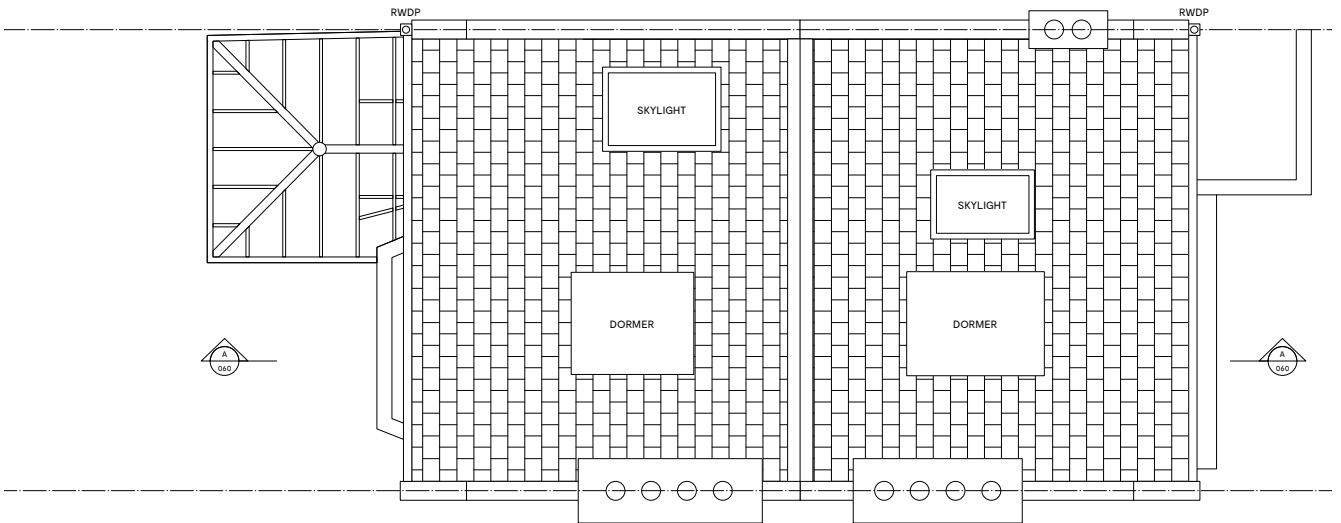 RWDP
RWDP
SKYLIGHT
SKYLIGHT
DORMER
DORMER
A
060
A
060